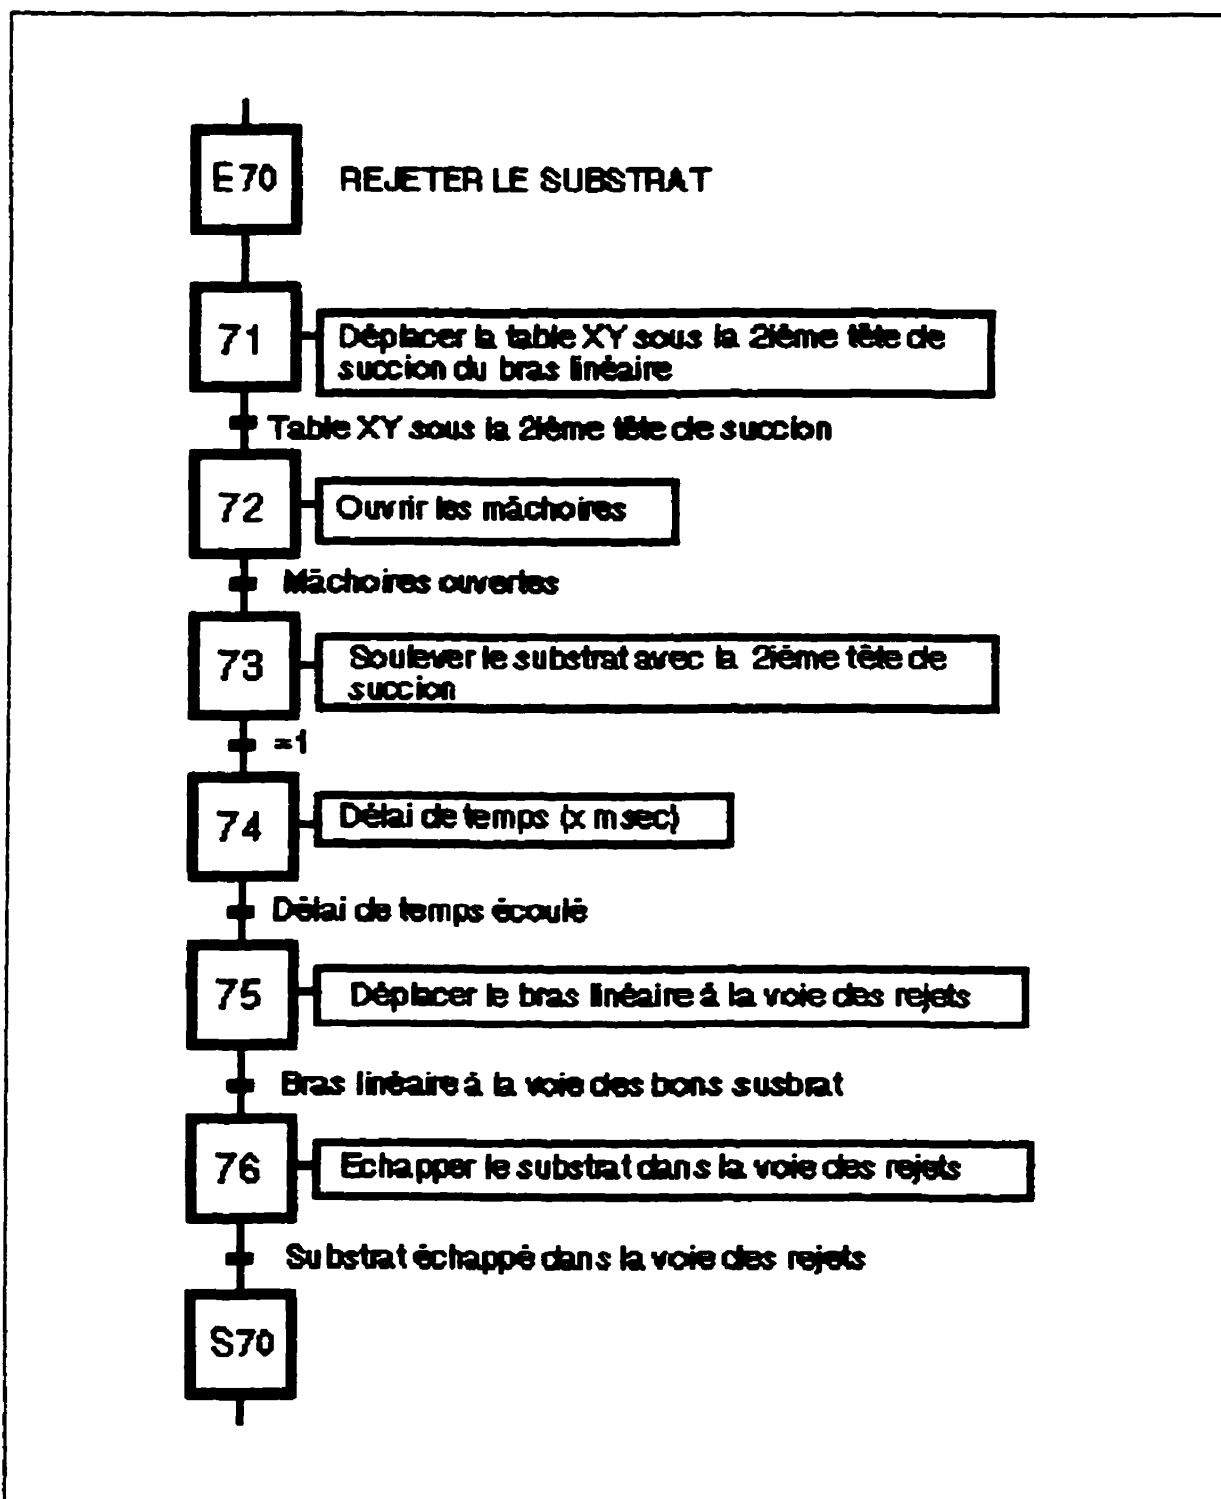 E70 REJETER LE SUBSTRAT
71 Déplacer la table XY sous la 2ième tête de
succion du bras linéaire
Table XY sous la 2ième tête de succion
72 Ouvrir les mâchoires
Mâchoires ouvertes
73 Soulever le substrat avec la 2ième tête de
succion
=1
74 Délai de temps (x msec)
Délai de temps écoulé
75 Déplacer le bras linéaire à la voie des rejets
Bras linéaire à la voie des bons susbrat
76 Echapper le substrat dans la voie des rejets
Substrat échappé dans la voie des rejets
S70